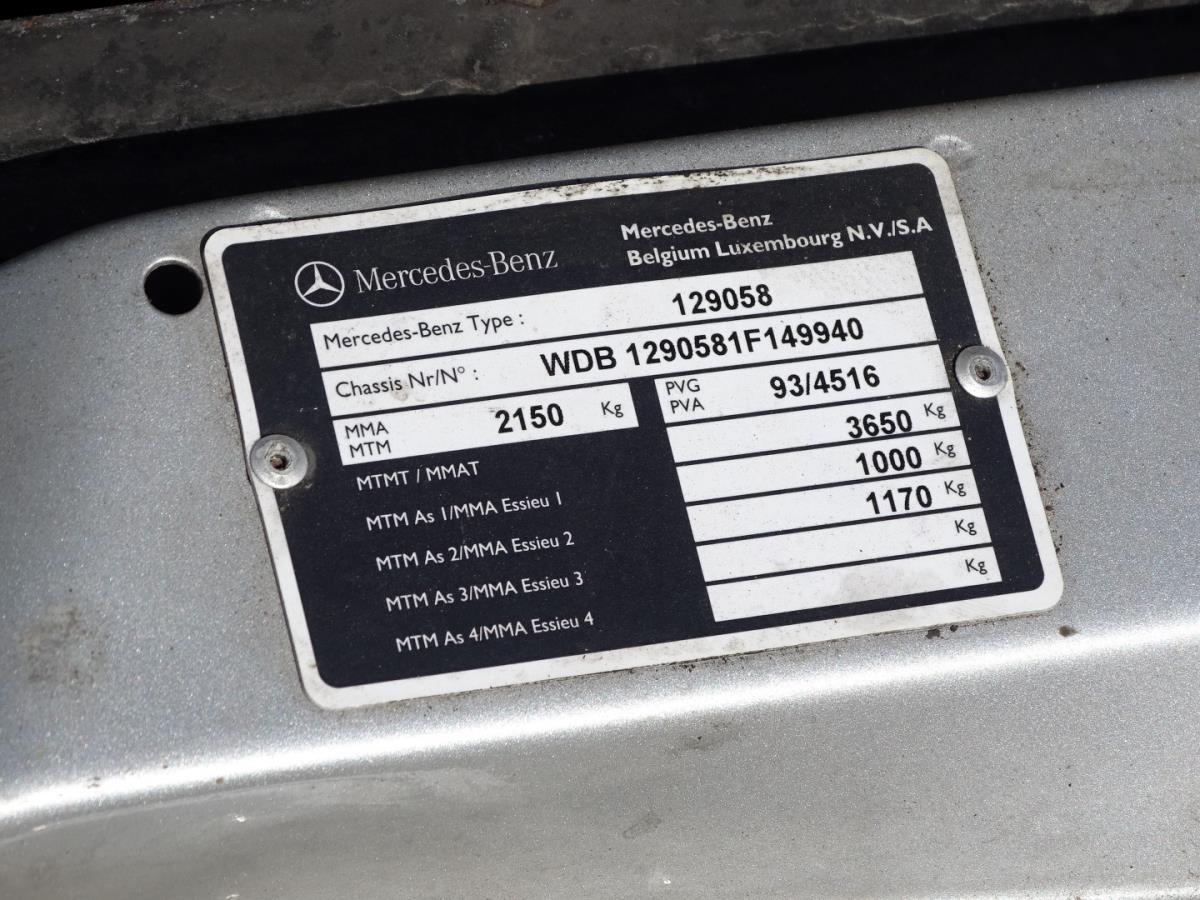 Mercedes-Benz
Mercedes-Benz
Belgium Luxembourg N.V./S.A
Mercedes-Benz Type : 129058
Chassis Nr/N° : WDB 1290581F149940
MMA
MTM 2150 Kg
PVG
PVA 93/4516
MTMT / MMAT 3650 Kg
MTM As 1/MMA Essieu 1 1000 Kg
MTM As 2/MMA Essieu 2 1170 Kg
MTM As 3/MMA Essieu 3 Kg
MTM As 4/MMA Essieu 4 Kg